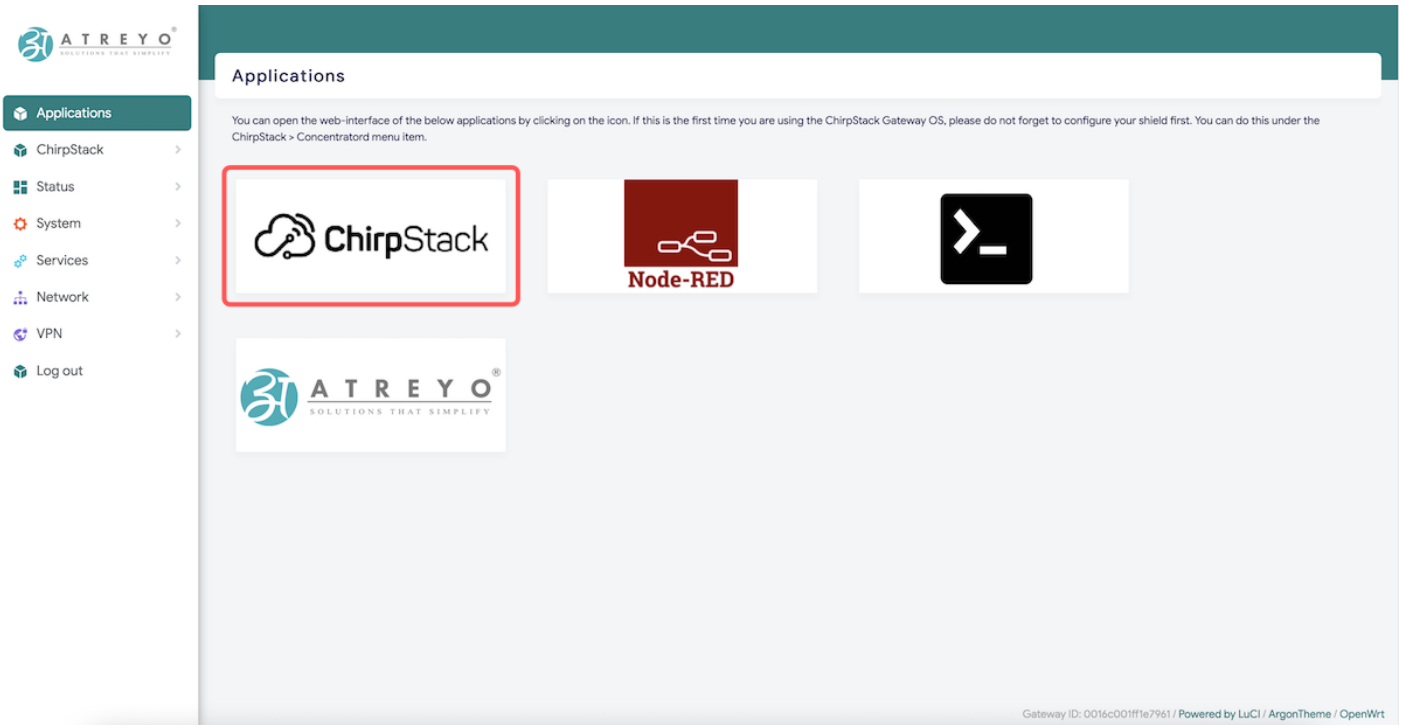 ATREYO®
SOLUTIONS THAT SIMPLIFY
Applications
ChirpStack
Status
System
Services
Network
VPN
Log out
Applications
You can open the web-interface of the below applications by clicking on the icon. If this is the first time you are using the ChirpStack Gateway OS, please do not forget to configure your shield first. You can do this under the
ChirpStack > Concentratord menu item.
ChirpStack
Node-RED
>_
ATREYO®
SOLUTIONS THAT SIMPLIFY
Gateway ID: 0016c001ff1e7961 / Powered by LuCI / ArgonTheme / OpenWrt